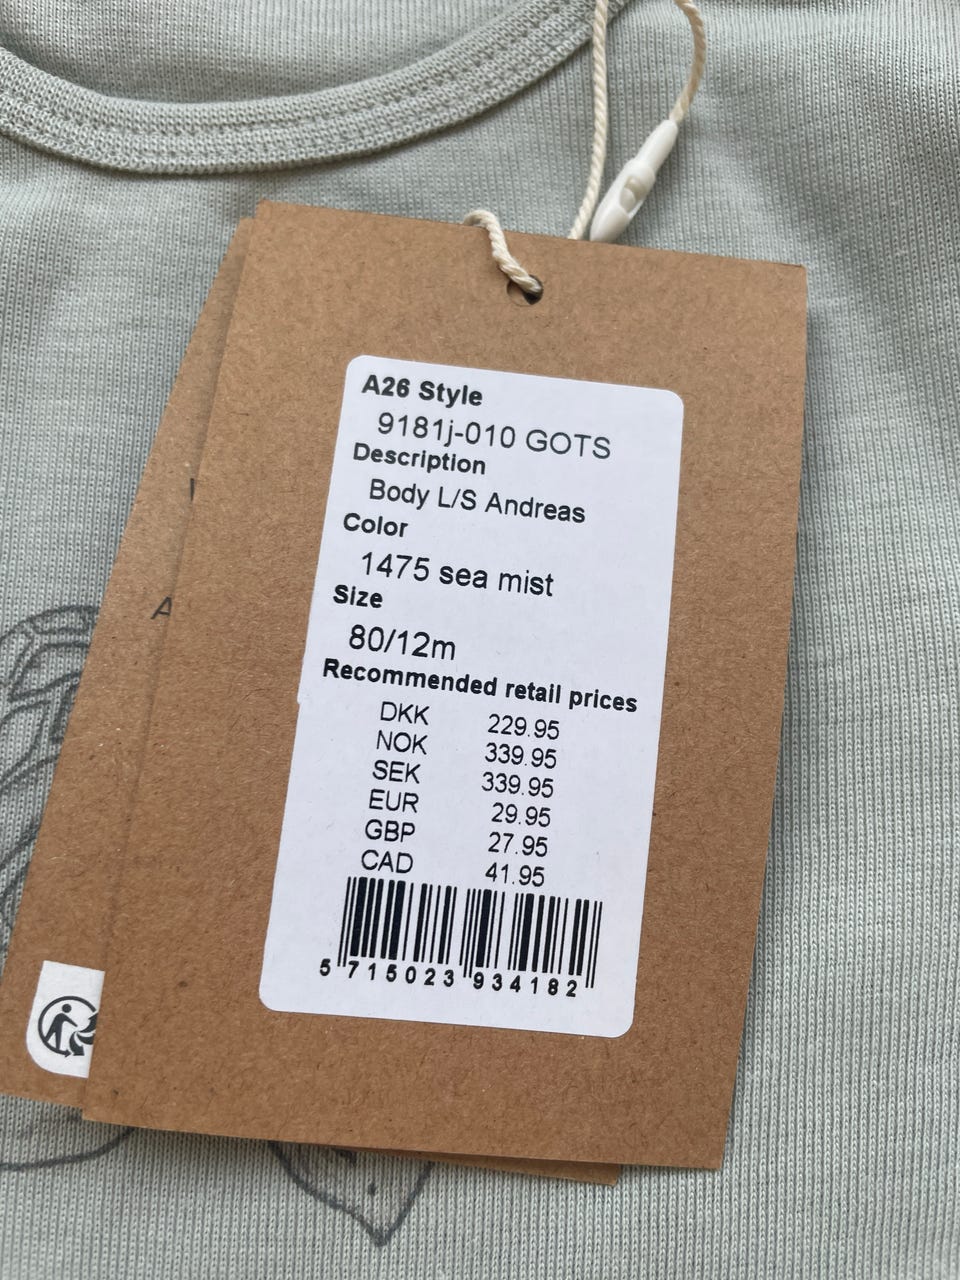 A26 Style
9181j-010 GOTS
Description
Body L/S Andreas
Color
1475 sea mist
Size
80/12m
Recommended retail prices
DKK 229.95
NOK 339.95
SEK 339.95
EUR 29.95
GBP 27.95
CAD 41.95
5 715023 934182
A